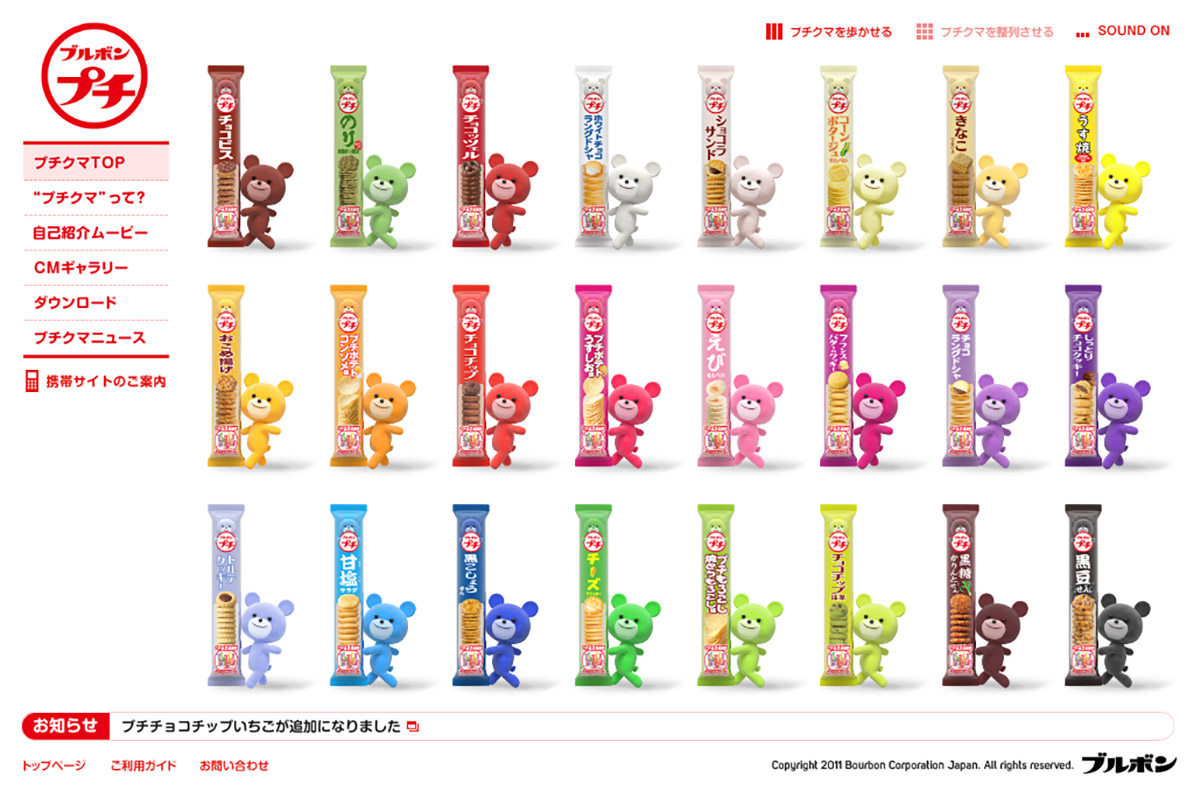 ブルボン
プチ
プチクマを歩かせる
プチクマを整列させる
SOUND ON
プチクマTOP
“プチクマ”って?
自己紹介ムービー
CMギャラリー
ダウンロード
プチクマニュース
携帯サイトのご案内
チョコビス
のり
チョコッツィル
ホワイトチョコ
ラングドシャ
ショコラ
サンド
コーン
ポタージュ
きなこ
うす焼
おこめ揚げ
プチポテト
コンソメ味
チョコチップ
プチポテト
うすしお味
えび
フランス
バタークッキー
チョコ
ラングドシャ
しっとり
チョコクッキー
トルテ
クッキー
甘塩
サラダ
黒こしょう
チーズ
プチもろこし
焼きとうもろこし味
チョコチップ
抹茶
黒糖
かりんとせん
黒豆
せん
お知らせ
プチチョコチップいちごが追加になりました
トップページ
ご利用ガイド
お問い合わせ
Copyright 2011 Bourbon Corporation Japan. All rights reserved.
ブルボン